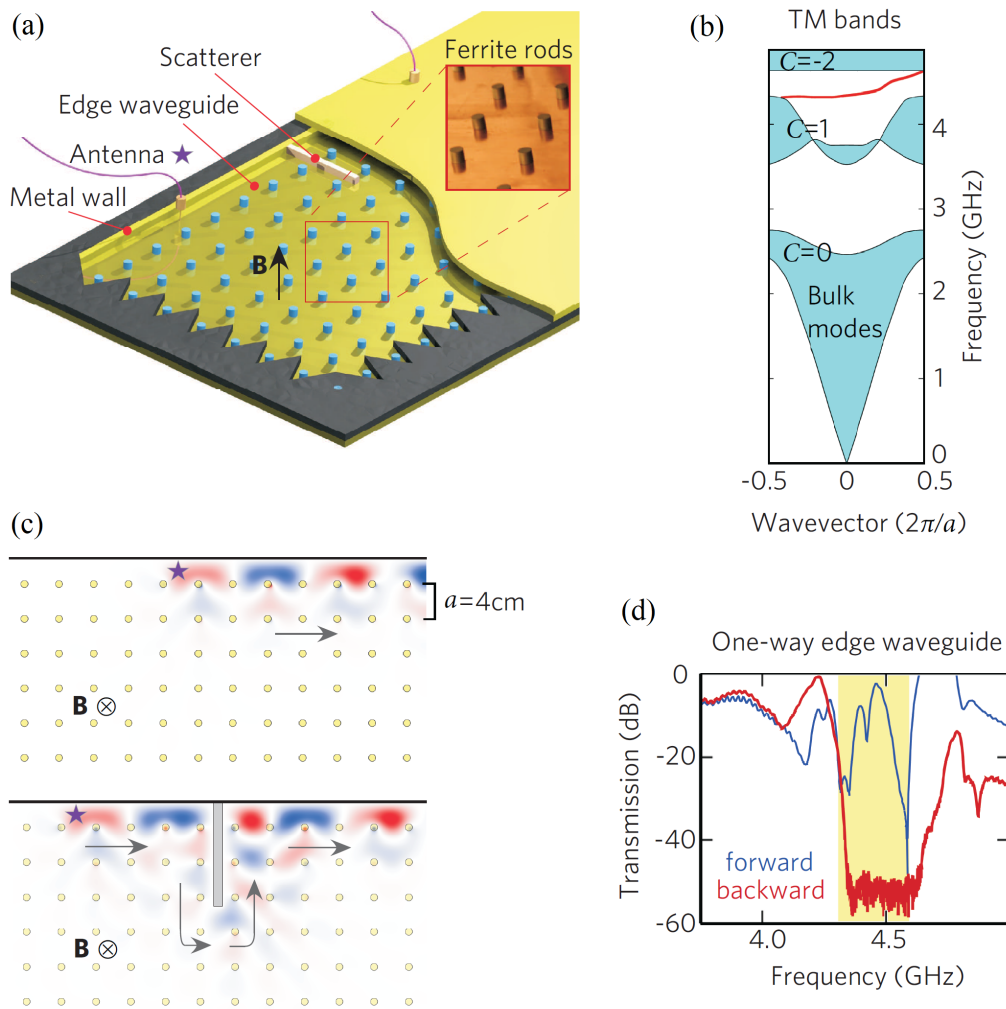 (a)
Scatterer
Edge waveguide
Antenna ★
Metal wall
Ferrite rods
B
(b)
TM bands
C=-2
C=1
C=0
Bulk
modes
4
3
2
1
0
Frequency (GHz)
-0.5
0
0.5
Wavevector (2π/a)
(c)
a=4cm
B ⊗
B ⊗
(d)
One-way edge waveguide
0
-20
-40
-60
Transmission (dB)
forward
backward
4.0
4.5
Frequency (GHz)